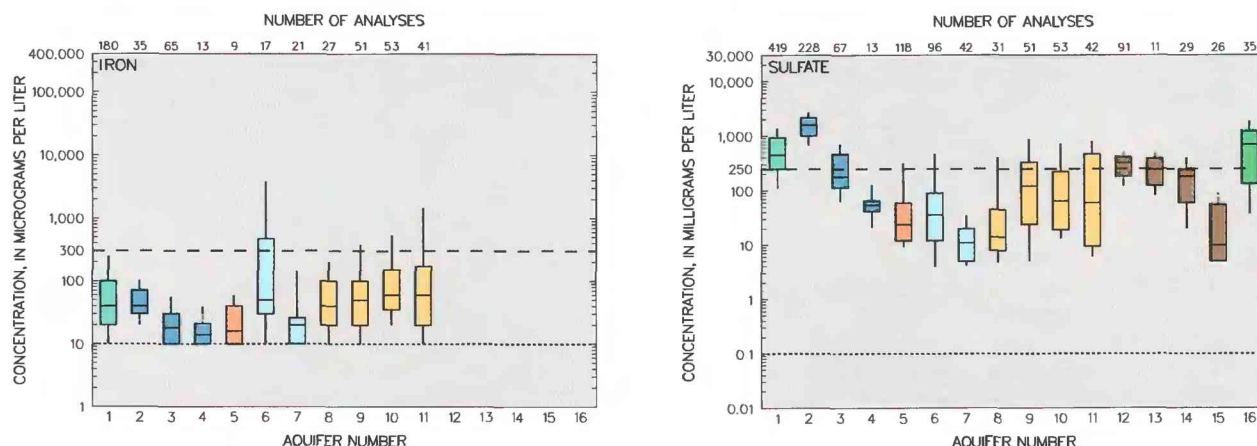 NUMBER OF ANALYSES
180 35 65 13 9 17 21 27 51 53 41
400,000
IRON
100,000
10,000
1,000
300
100
10
1
CONCENTRATION, IN MICROGRAMS PER LITER
1 2 3 4 5 6 7 8 9 10 11 12 13 14 15 16
AQUIFER NUMBER
NUMBER OF ANALYSES
419 228 67 13 118 96 42 31 51 53 42 91 11 29 26 35
30,000
SULFATE
10,000
1,000
250
100
10
1
0.1
0.01
CONCENTRATION, IN MILLIGRAMS PER LITER
1 2 3 4 5 6 7 8 9 10 11 12 13 14 15 16
AQUIFER NUMBER